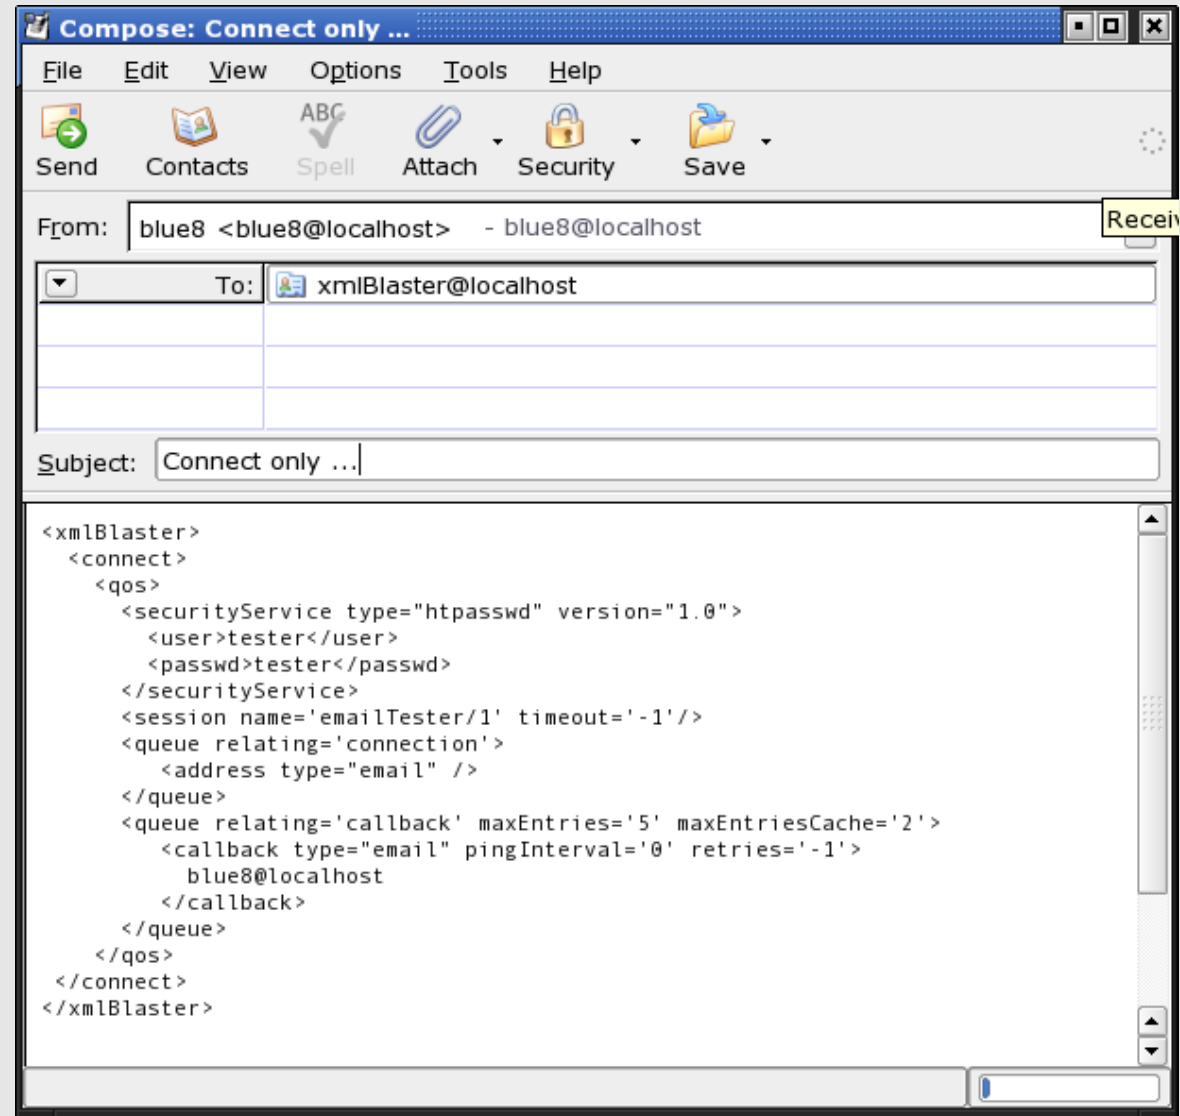 Compose: Connect only ...
File Edit View Options Tools Help
ABC
Send Contacts Spell Attach Security Save
From: blue8 <blue8@localhost> - blue8@localhost
Receiv
To: xmlBlaster@localhost
Subject: Connect only ...
<xmlBlaster>
  <connect>
    <qos>
      <securityService type="htpasswd" version="1.0">
        <user>tester</user>
        <passwd>tester</passwd>
      </securityService>
      <session name='emailTester/1' timeout='-1'/>
      <queue relating='connection'>
         <address type="email" />
      </queue>
      <queue relating='callback' maxEntries='5' maxEntriesCache='2'>
         <callback type="email" pingInterval='0' retries='-1'>
           blue8@localhost
         </callback>
      </queue>
    </qos>
 </connect>
</xmlBlaster>